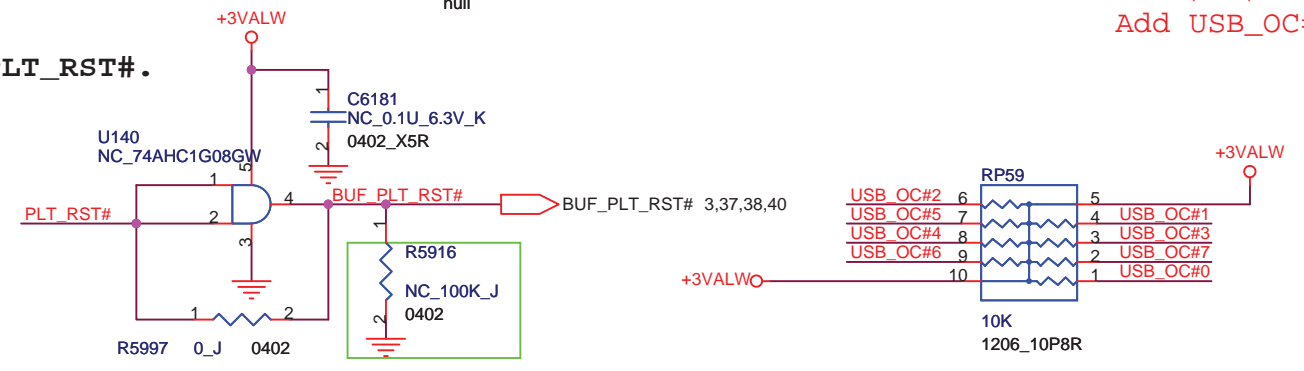 null
+3VALW
Add USB_OC#
PLT_RST#.
C6181
NC_0.1U_6.3V_K
0402_X5R
1
2
U140
NC_74AHC1G08GW
5
1
2
4
3
PLT_RST#
BUF_PLT_RST#
BUF_PLT_RST# 3,37,38,40
1
R5916
NC_100K_J
0402
2
1
2
R5997 0_J 0402
+3VALW
RP59
USB_OC#2 6 5
USB_OC#5 7 4 USB_OC#1
USB_OC#4 8 3 USB_OC#3
USB_OC#6 9 2 USB_OC#7
+3VALW 10 1 USB_OC#0
10K
1206_10P8R